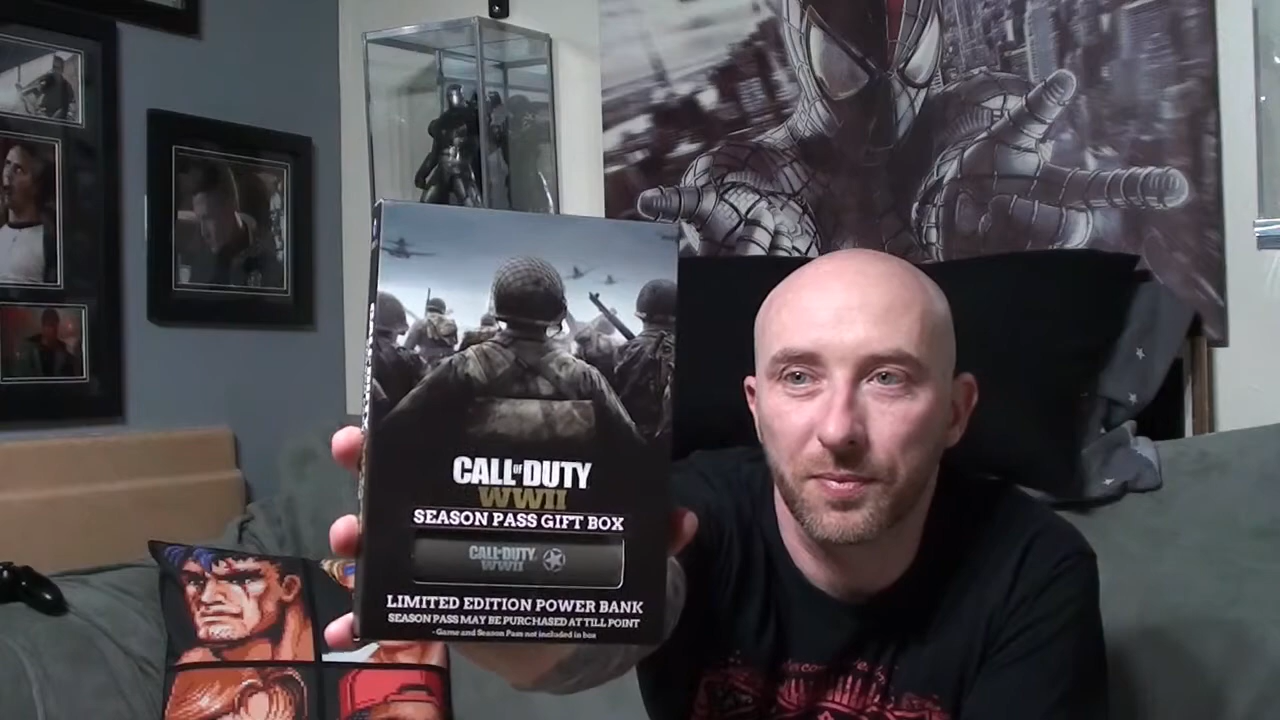 CALL OF DUTY
WWII
SEASON PASS GIFT BOX
CALL OF DUTY
WWII
LIMITED EDITION POWER BANK
SEASON PASS MAY BE PURCHASED AT TILL POINT
- Game and Season Pass not included in box